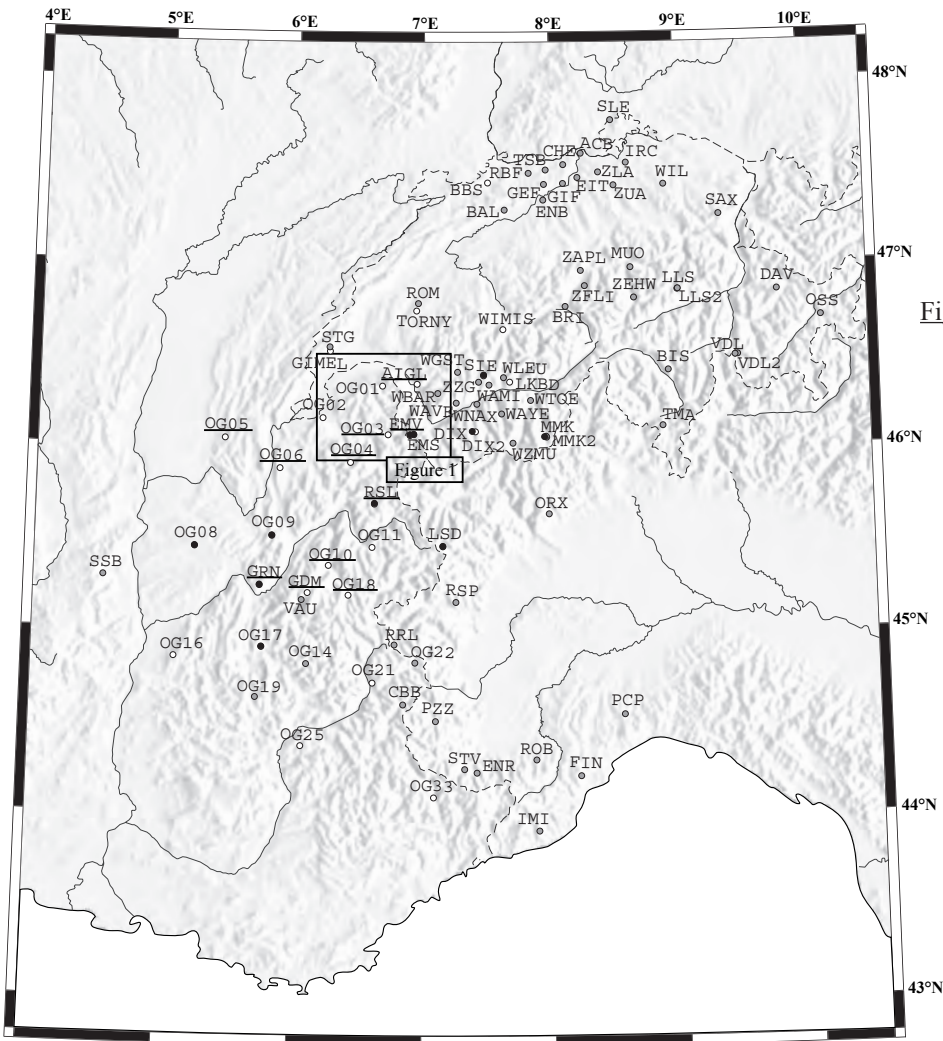 4°E 5°E 6°E 7°E 8°E 9°E 10°E
48°N
SLE
ACB
CHE
TSB
IRC
RBF
ZLA
WIL
BBS
GEF
EIT
GIF
ZUA
BAL
ENB
SAX
47°N
ZAPL
MUO
ZEHW
LLS
DAV
ROM
ZFLI
LLS2
OSS
TORNY
WIMIS
BRI
STG
VDL
GIMEL
WGST
SIE
WLEU
BIS
VDL2
AIGL
OG01
ZZG
LKBD
OG02
WBAR
WAMI
WTQE
WAVE
WNAX
WAYE
TMA
OG05
OG03
EMV
DIX
MMK
46°N
OG04
EMS
DIX2
MMK2
OG06
WZMU
Figure 1
RSL
ORX
OG09
OG08
OG11
LSD
SSB
OG10
GRN
GDM
OG18
RSP
VAU
45°N
OG16
OG17
RRL
OG14
OG22
OG21
OG19
CBB
PZZ
PCP
OG25
ROB
STV
ENR
FIN
OG33
44°N
IMI
43°N
Fi